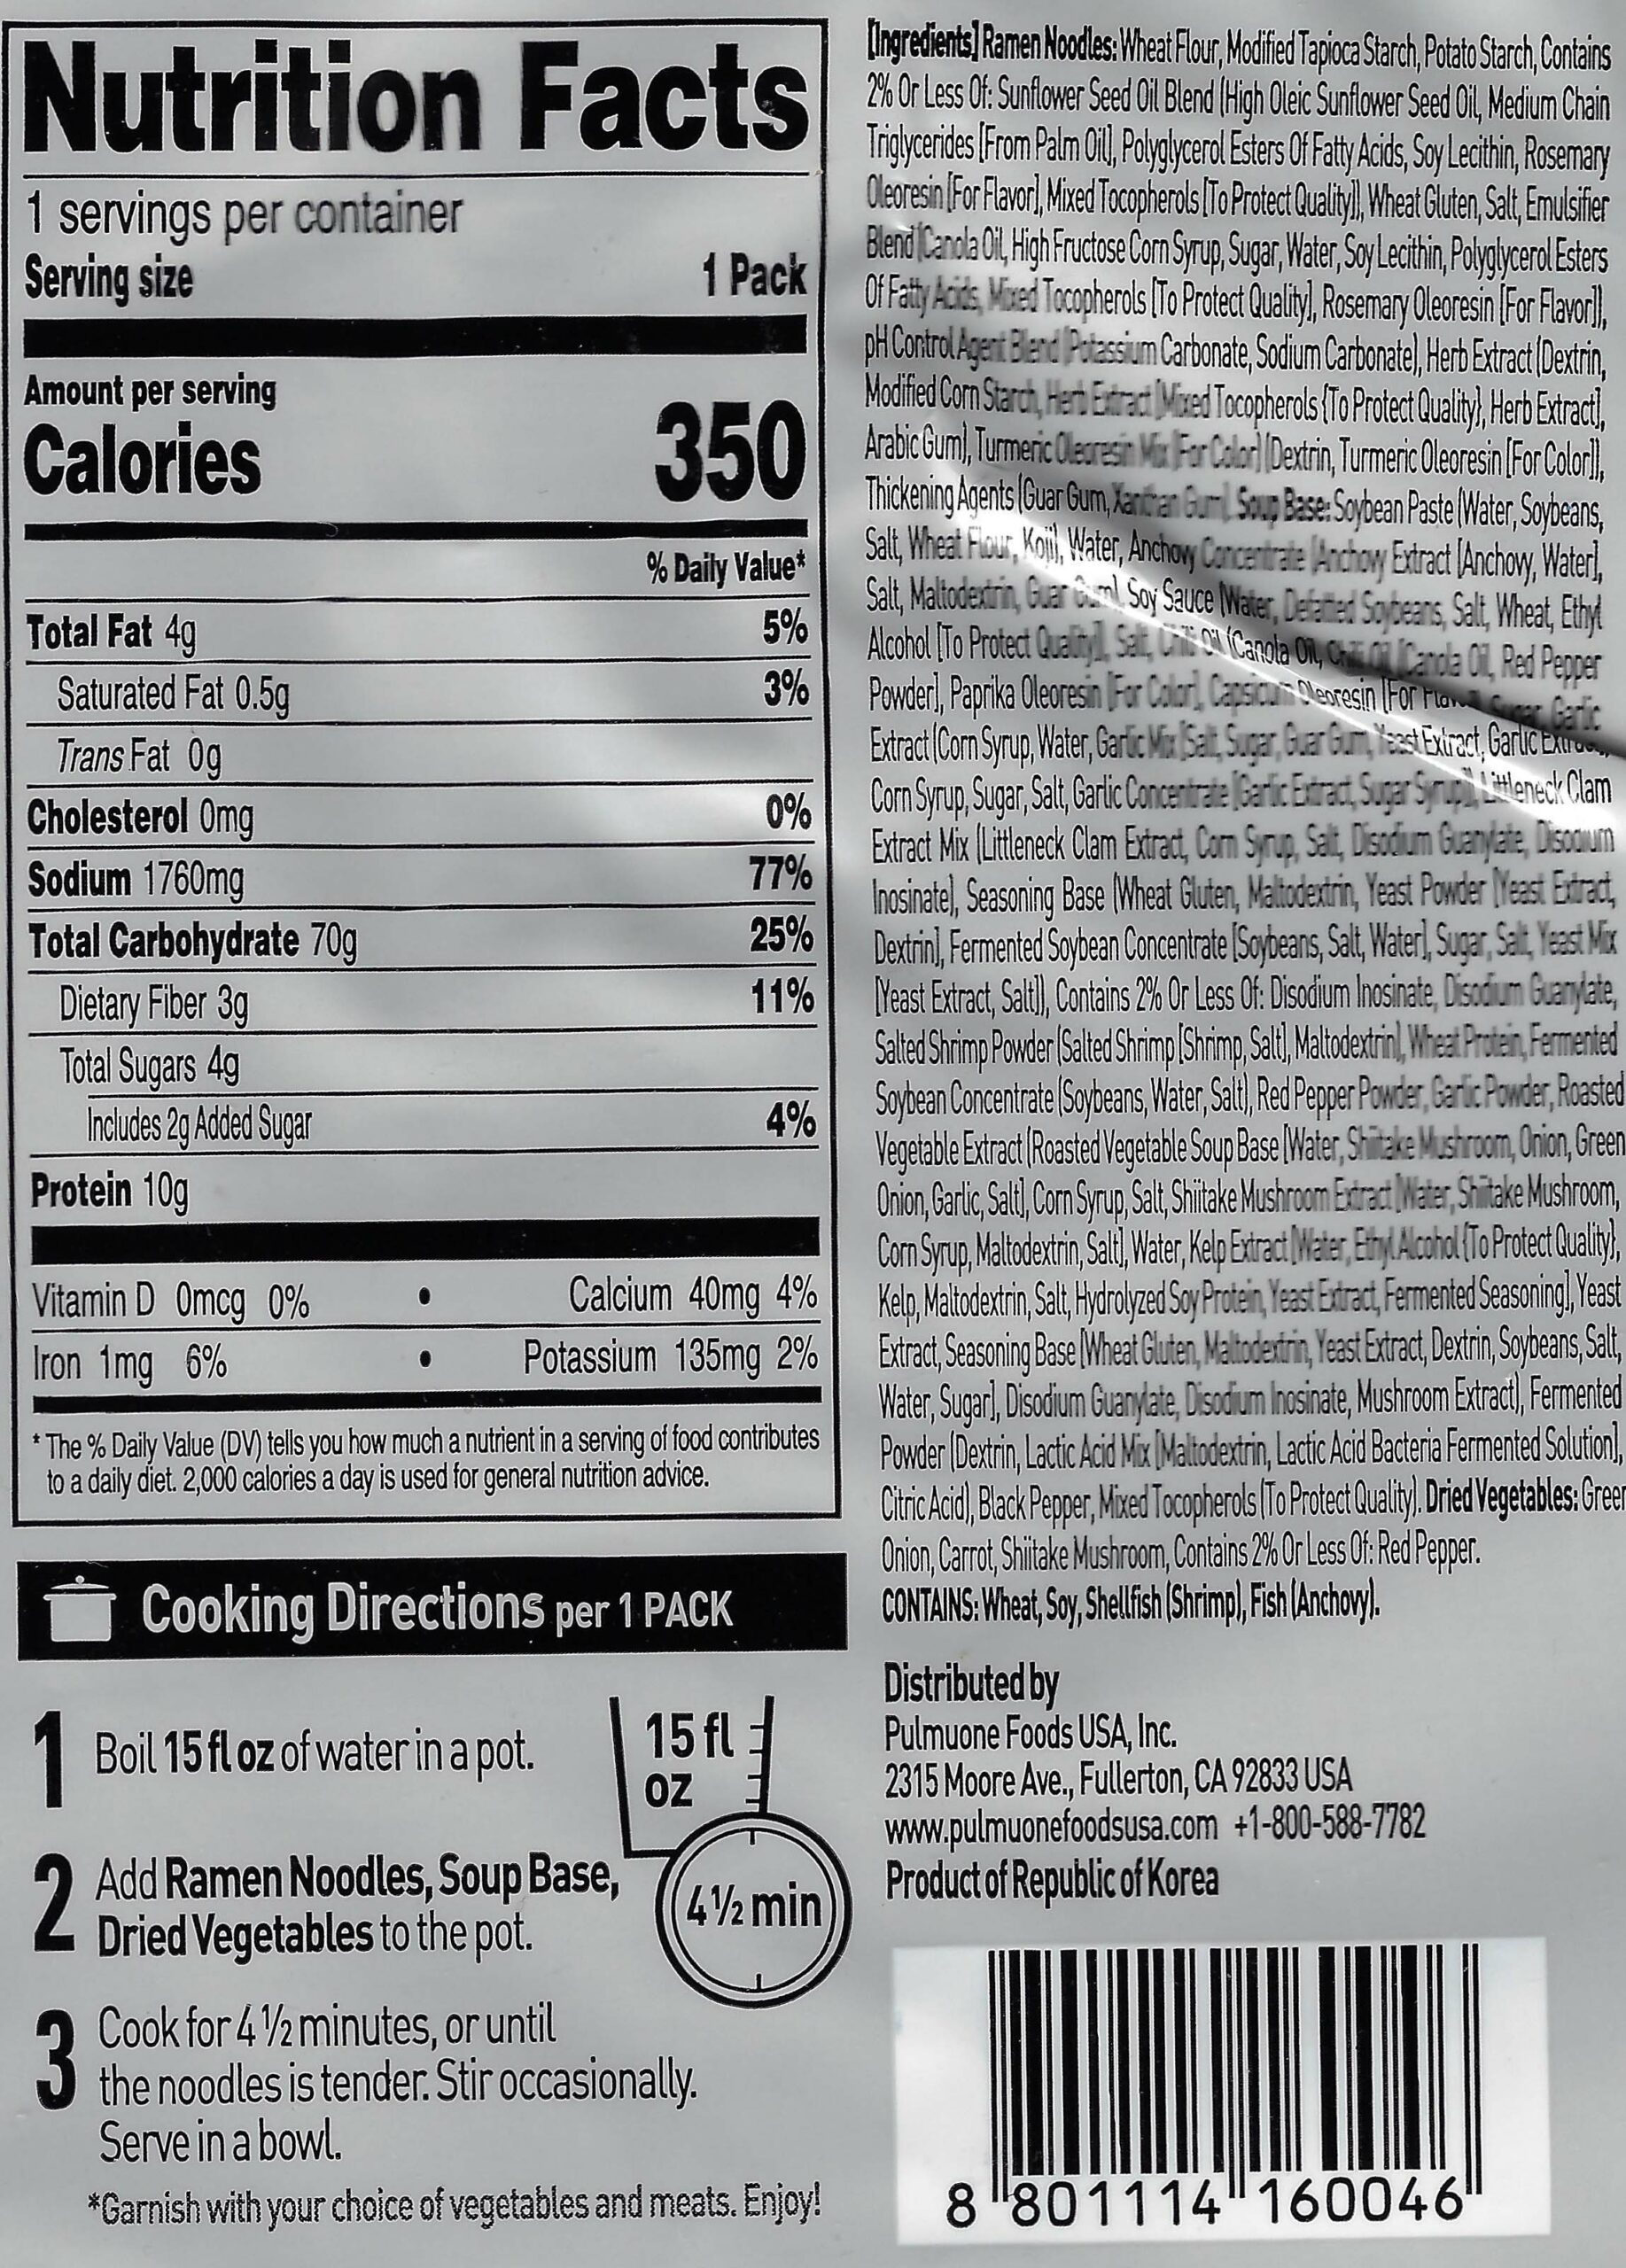 Nutrition Facts
1 servings per container
Serving size 1 Pack
Amount per serving
Calories 350
% Daily Value*
Total Fat 4g 5%
Saturated Fat 0.5g 3%
Trans Fat 0g
Cholesterol 0mg 0%
Sodium 1760mg 77%
Total Carbohydrate 70g 25%
Dietary Fiber 3g 11%
Total Sugars 4g
Includes 2g Added Sugar 4%
Protein 10g
Vitamin D 0mcg 0% • Calcium 40mg 4%
Iron 1mg 6% • Potassium 135mg 2%
* The % Daily Value (DV) tells you how much a nutrient in a serving of food contributes
to a daily diet. 2,000 calories a day is used for general nutrition advice.
Cooking Directions per 1 PACK
1 Boil 15 fl oz of water in a pot.
15 fl
oz
2 Add Ramen Noodles, Soup Base,
Dried Vegetables to the pot.
4 ½ min
3 Cook for 4 ½ minutes, or until
the noodles is tender. Stir occasionally.
Serve in a bowl.
*Garnish with your choice of vegetables and meats. Enjoy!
[Ingredients] Ramen Noodles: Wheat Flour, Modified Tapioca Starch, Potato Starch, Contains
2% Or Less Of: Sunflower Seed Oil Blend (High Oleic Sunflower Seed Oil, Medium Chain
Triglycerides [From Palm Oil], Polyglycerol Esters Of Fatty Acids, Soy Lecithin, Rosemary
Oleoresin [For Flavor], Mixed Tocopherols [To Protect Quality]), Wheat Gluten, Salt, Emulsifier
Blend (Canola Oil, High Fructose Corn Syrup, Sugar, Water, Soy Lecithin, Polyglycerol Esters
Of Fatty Acids, Mixed Tocopherols [To Protect Quality], Rosemary Oleoresin [For Flavor]),
pH Control Agent Blend (Potassium Carbonate, Sodium Carbonate), Herb Extract (Dextrin,
Modified Corn Starch, Herb Extract [Mixed Tocopherols {To Protect Quality}, Herb Extract],
Arabic Gum), Turmeric Oleoresin Mix [For Color] (Dextrin, Turmeric Oleoresin [For Color]),
Thickening Agents (Guar Gum, Xanthan Gum). Soup Base: Soybean Paste (Water, Soybeans,
Salt, Wheat Flour, Koji), Water, Anchovy Concentrate (Anchovy Extract [Anchovy, Water],
Salt, Maltodextrin, Guar Gum), Soy Sauce (Water, Defatted Soybeans, Salt, Wheat, Ethyl
Alcohol [To Protect Quality]), Salt, Chili Oil (Canola Oil, Chili Oil [Canola Oil, Red Pepper
Powder], Paprika Oleoresin [For Color], Capsicum Oleoresin [For Sugar, Garlic
Extract (Corn Syrup, Water, Garlic Mix [Salt, Sugar, Guar Gum, Yeast Extract, Garlic
Corn Syrup, Sugar, Salt, Garlic Concentrate [Garlic Extract, Sugar Syrup]), Littleneck Clam
Extract Mix (Littleneck Clam Extract, Corn Syrup, Salt, Disodium Guanylate, Disodium
Inosinate), Seasoning Base (Wheat Gluten, Maltodextrin, Yeast Powder [Yeast Extract,
Dextrin], Fermented Soybean Concentrate [Soybeans, Salt, Water], Sugar, Salt, Yeast Mix
[Yeast Extract, Salt]), Contains 2% Or Less Of: Disodium Inosinate, Disodium Guanylate,
Salted Shrimp Powder (Salted Shrimp [Shrimp, Salt], Maltodextrin), Wheat Protein, Fermented
Soybean Concentrate (Soybeans, Water, Salt), Red Pepper Powder, Garlic Powder, Roasted
Vegetable Extract (Roasted Vegetable Soup Base [Water, Shiitake Mushroom, Onion, Green
Onion, Garlic, Salt], Corn Syrup, Salt, Shiitake Mushroom Extract [Water, Shiitake Mushroom,
Corn Syrup, Maltodextrin, Salt], Water, Kelp Extract [Water, Ethyl Alcohol {To Protect Quality},
Kelp, Maltodextrin, Salt, Hydrolyzed Soy Protein, Yeast Extract, Fermented Seasoning], Yeast
Extract, Seasoning Base [Wheat Gluten, Maltodextrin, Yeast Extract, Dextrin, Soybeans, Salt,
Water, Sugar], Disodium Guanylate, Disodium Inosinate, Mushroom Extract), Fermented
Powder (Dextrin, Lactic Acid Mix [Maltodextrin, Lactic Acid Bacteria Fermented Solution],
Citric Acid), Black Pepper, Mixed Tocopherols (To Protect Quality). Dried Vegetables: Green
Onion, Carrot, Shiitake Mushroom, Contains 2% Or Less Of: Red Pepper.
CONTAINS: Wheat, Soy, Shellfish (Shrimp), Fish (Anchovy).
Distributed by
Pulmuone Foods USA, Inc.
2315 Moore Ave., Fullerton, CA 92833 USA
www.pulmuonefoodsusa.com +1-800-588-7782
Product of Republic of Korea
8 801114 160046